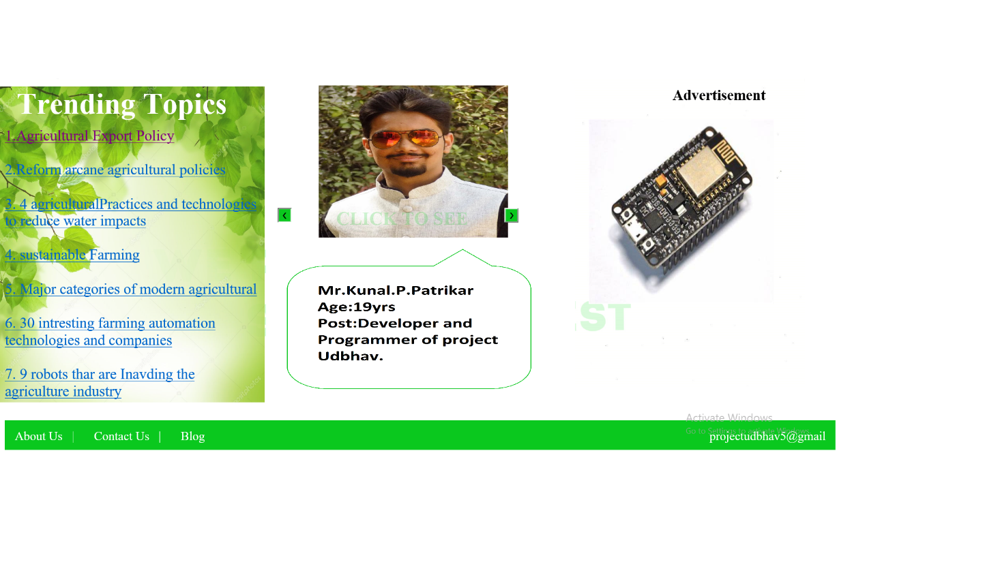 Trending Topics
1.Agricultural Export Policy
2.Reform arcane agricultural policies
3. 4 agriculturalPractices and technologies
to reduce water impacts
4. sustainable Farming
5. Major categories of modern agricultural
6. 30 intresting farming automation
technologies and companies
7. 9 robots thar are Inavding the
agriculture industry
CLICK TO SEE
‹
›
Mr.Kunal.P.Patrikar
Age:19yrs
Post:Developer and
Programmer of project
Udbhav.
Advertisement
ST
Activate Windows
Go to Settings to activate Windows.
About Us | Contact Us | Blog
projectudbhav5@gmail